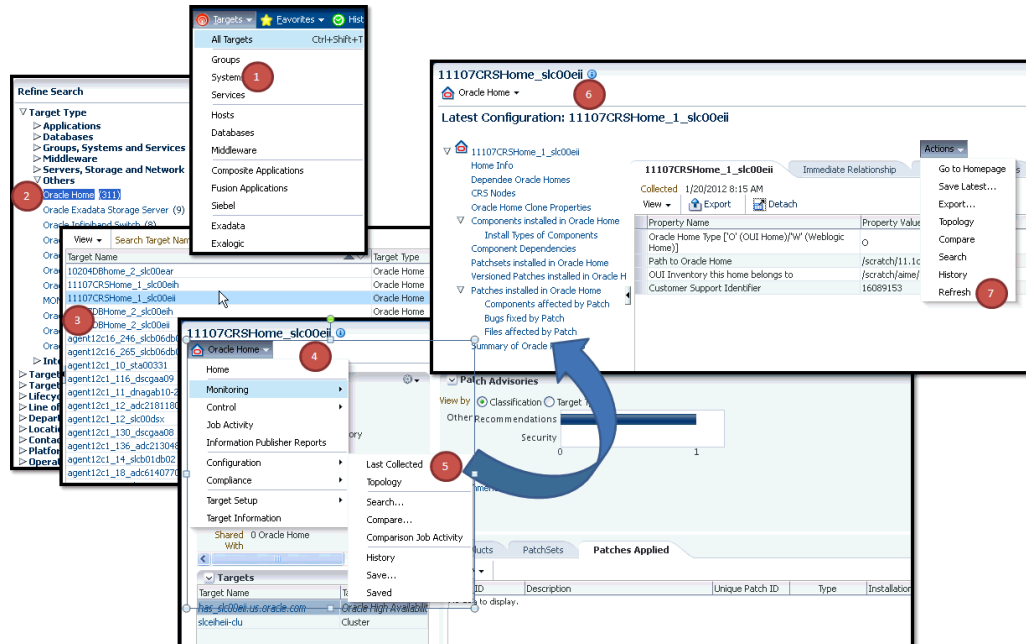 Targets
Favorites
Hist
All Targets Ctrl+Shift+T
Groups
System
1
Services
Hosts
Databases
Middleware
Composite Applications
Fusion Applications
Siebel
Exadata
Exalogic
Refine Search
Target Type
Applications
Databases
Groups, Systems and Services
Middleware
Servers, Storage and Network
Others
2
Oracle Home (311)
Oracle Exadata Storage Server (9)
Oracle Infiniband Switch (8)
View
Search Target Nam
Target Name Target Type
10204DBhome_2_slc00ear Oracle Home
11107CRSHome_1_slc00eih Oracle Home
11107CRSHome_1_slc00eii Oracle Home
DBHome_2_slc00eih Oracle Home
3
DBHome_2_slc00eii Oracle Home
agent12c16_246_slcb06db0
agent12c16_265_slcb06db0
agent12c1_10_sta00331
agent12c1_116_dscgaa09
agent12c1_11_dnagab10-2
agent12c1_12_adc2181180
agent12c1_12_slc00dsx
agent12c1_130_dscgaa08
agent12c1_136_adc213048
agent12c1_14_slcb01db02
agent12c1_18_adc6140770
11107CRSHome_slc00eii
Oracle Home
4
Home
Monitoring
Control
Job Activity
Information Publisher Reports
Configuration
Compliance
Target Setup
Target Information
Last Collected
5
Topology
Search...
Compare...
Comparison Job Activity
History
Save...
Saved
Shared 0 Oracle Home
With
Targets
Target Name
has_slc00eii.us.oracle.com Oracle High Availabilit
slceiheii-clu Cluster
Patch Advisories
View by Classification Target T
Other Recommendations
Security
0 1
PatchSets
Patches Applied
ID Description Unique Patch ID Type Installation
to display.
11107CRSHome_slc00eii
Oracle Home
6
Latest Configuration: 11107CRSHome_1_slc00eii
11107CRSHome_1_slc00eii
Home Info
Dependee Oracle Homes
CRS Nodes
Oracle Home Clone Properties
Components installed in Oracle Home
Install Types of Components
Component Dependencies
Patchsets installed in Oracle Home
Versioned Patches installed in Oracle H
Patches installed in Oracle Home
Components affected by Patch
Bugs fixed by Patch
Files affected by Patch
Summary of Oracle
11107CRSHome_1_slc00eii
Immediate Relationship
Collected 1/20/2012 8:15 AM
View
Export
Detach
Property Name Property Value
Oracle Home Type ['O' (OUI Home)/'W' (Weblogic Home)] O
Path to Oracle Home /scratch/11.1c
OUI Inventory this home belongs to /scratch/aime/
Customer Support Identifier 16089153
Actions
Go to Homepage
Save Latest...
Export...
Topology
Compare
Search
History
Refresh
7